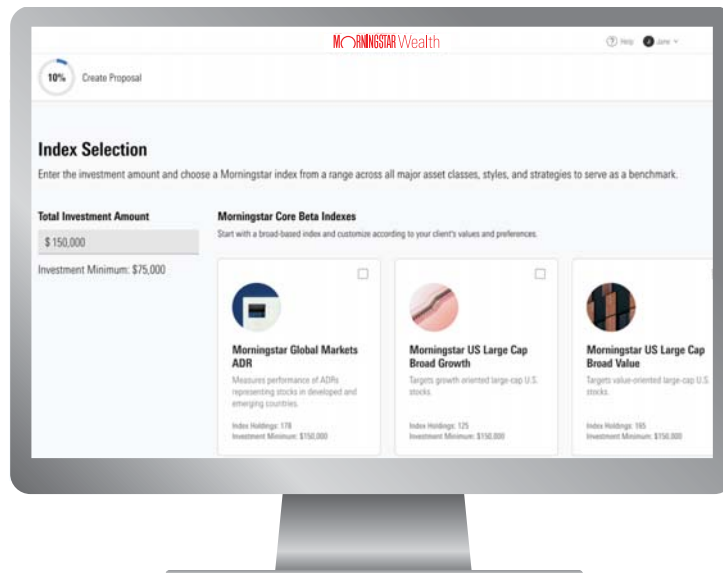 MORNINGSTAR Wealth
Help
J
Jane
10%
Create Proposal
Index Selection
Enter the investment amount and choose a Morningstar index from a range across all major asset classes, styles, and strategies to serve as a benchmark.
Total Investment Amount
$ 150,000
Investment Minimum: $75,000
Morningstar Core Beta Indexes
Start with a broad-based index and customize according to your client's values and preferences.
Morningstar Global Markets
ADR
Measures performance of ADRs
representing stocks in developed and
emerging countries.
Index Holdings: 178
Investment Minimum: $150,000
Morningstar US Large Cap
Broad Growth
Targets growth oriented large-cap U.S.
stocks.
Index Holdings: 125
Investment Minimum: $150,000
Morningstar US Large Cap
Broad Value
Targets value-oriented large-cap U.S.
stocks.
Index Holdings: 165
Investment Minimum: $150,000